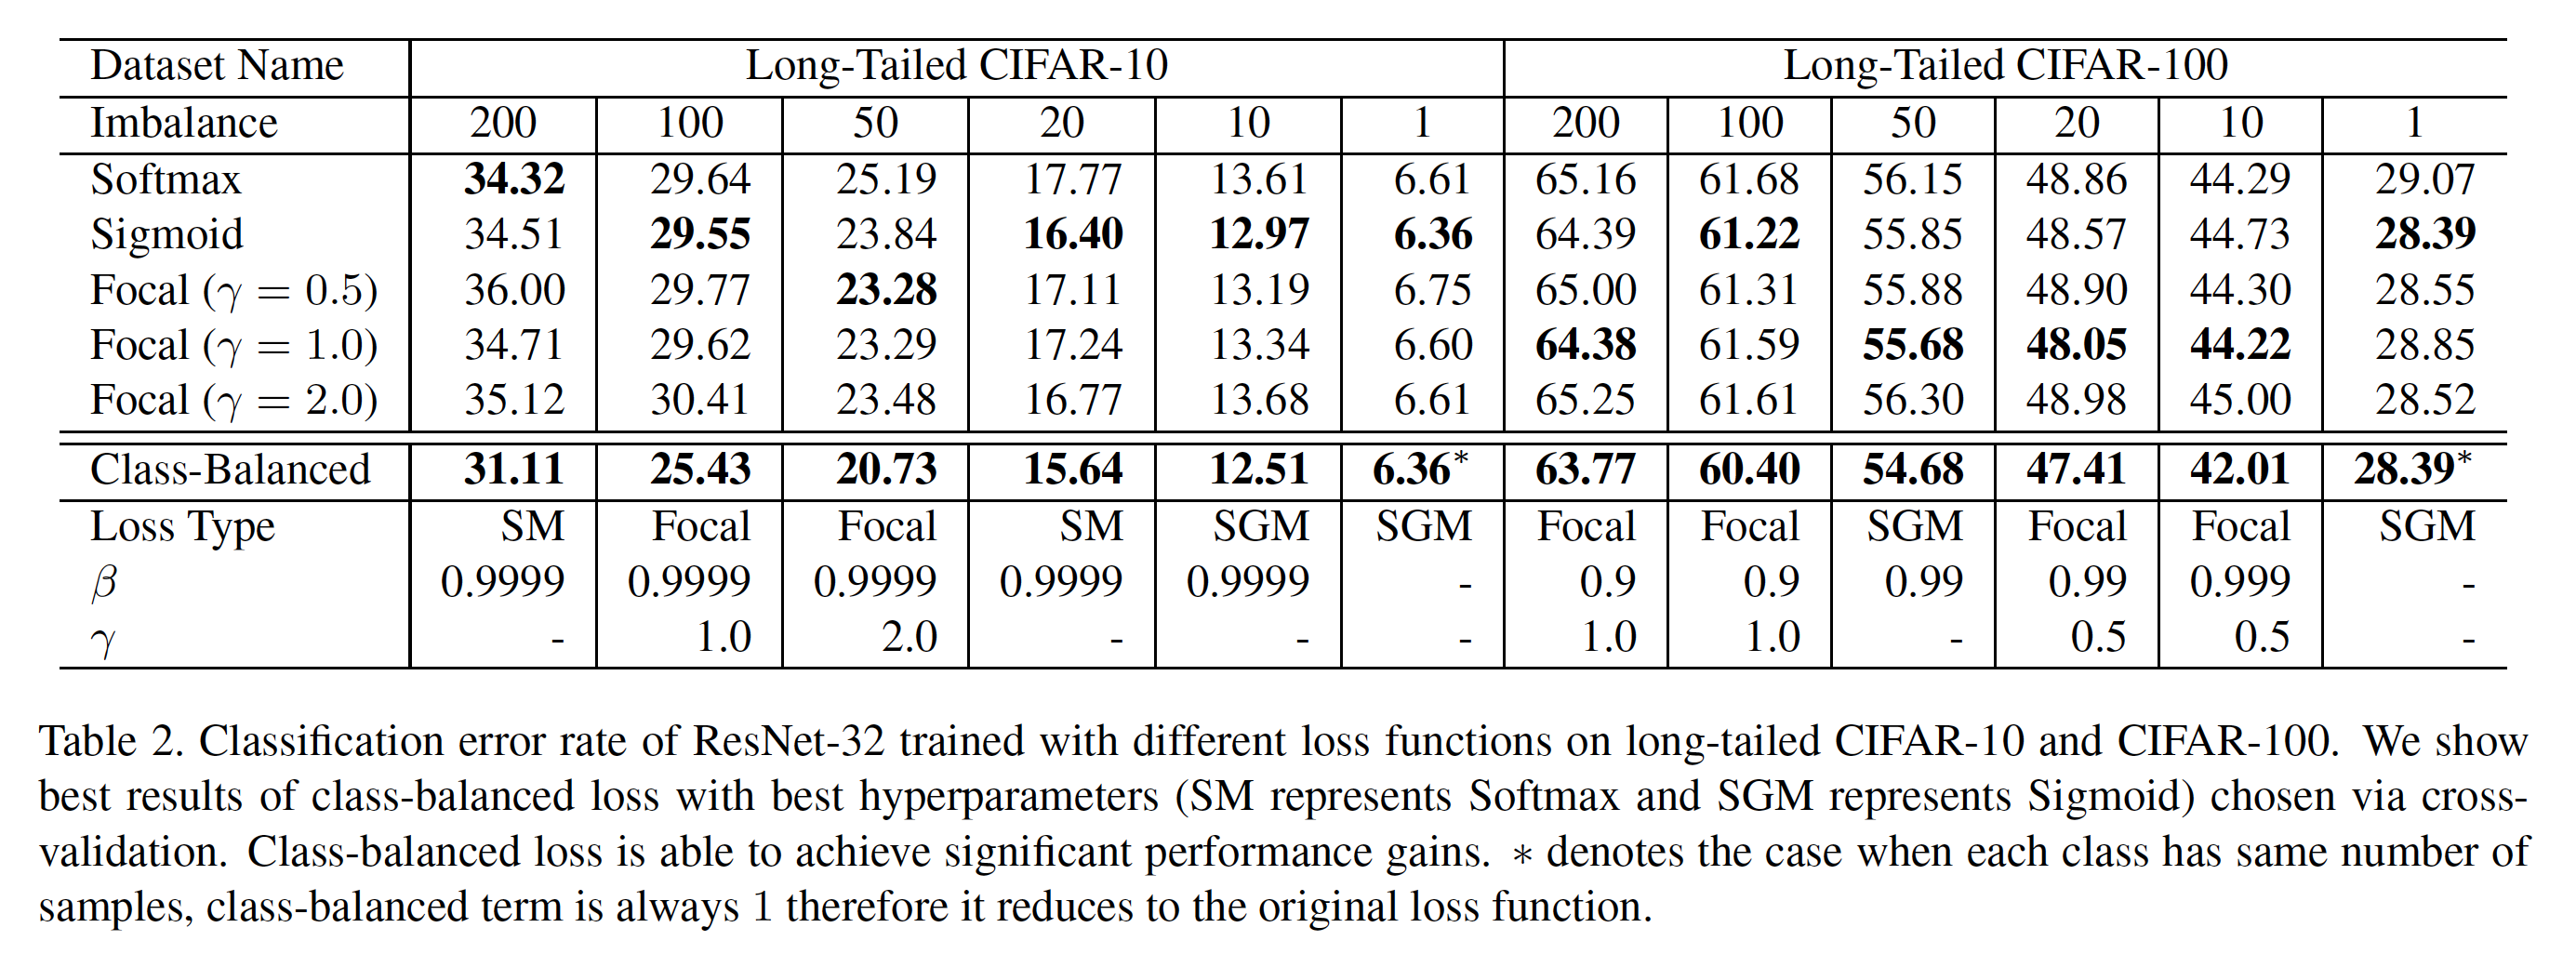 Dataset Name Long-Tailed CIFAR-10 Long-Tailed CIFAR-100
Imbalance 200 100 50 20 10 1 200 100 50 20 10 1
Softmax 34.32 29.64 25.19 17.77 13.61 6.61 65.16 61.68 56.15 48.86 44.29 29.07
Sigmoid 34.51 29.55 23.84 16.40 12.97 6.36 64.39 61.22 55.85 48.57 44.73 28.39
Focal (γ = 0.5) 36.00 29.77 23.28 17.11 13.19 6.75 65.00 61.31 55.88 48.90 44.30 28.55
Focal (γ = 1.0) 34.71 29.62 23.29 17.24 13.34 6.60 64.38 61.59 55.68 48.05 44.22 28.85
Focal (γ = 2.0) 35.12 30.41 23.48 16.77 13.68 6.61 65.25 61.61 56.30 48.98 45.00 28.52
Class-Balanced 31.11 25.43 20.73 15.64 12.51 6.36* 63.77 60.40 54.68 47.41 42.01 28.39*
Loss Type SM Focal Focal SM SGM SGM Focal Focal SGM Focal Focal SGM
β 0.9999 0.9999 0.9999 0.9999 0.9999 - 0.9 0.9 0.99 0.99 0.999 -
γ - 1.0 2.0 - - - 1.0 1.0 - 0.5 0.5 -
Table 2. Classification error rate of ResNet-32 trained with different loss functions on long-tailed CIFAR-10 and CIFAR-100. We show
best results of class-balanced loss with best hyperparameters (SM represents Softmax and SGM represents Sigmoid) chosen via cross-
validation. Class-balanced loss is able to achieve significant performance gains. * denotes the case when each class has same number of
samples, class-balanced term is always 1 therefore it reduces to the original loss function.